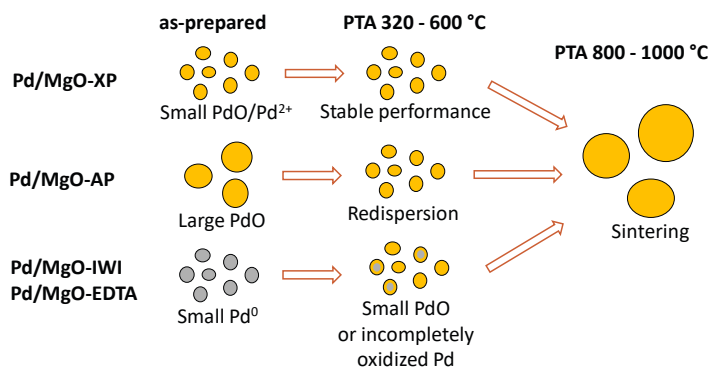 as-prepared
PTA 320 - 600 °C
PTA 800 - 1000 °C
Pd/MgO-XP
Small PdO/Pd²⁺
Stable performance
Pd/MgO-AP
Large PdO
Redispersion
Sintering
Pd/MgO-IWI
Pd/MgO-EDTA
Small Pd⁰
Small PdO
or incompletely
oxidized Pd